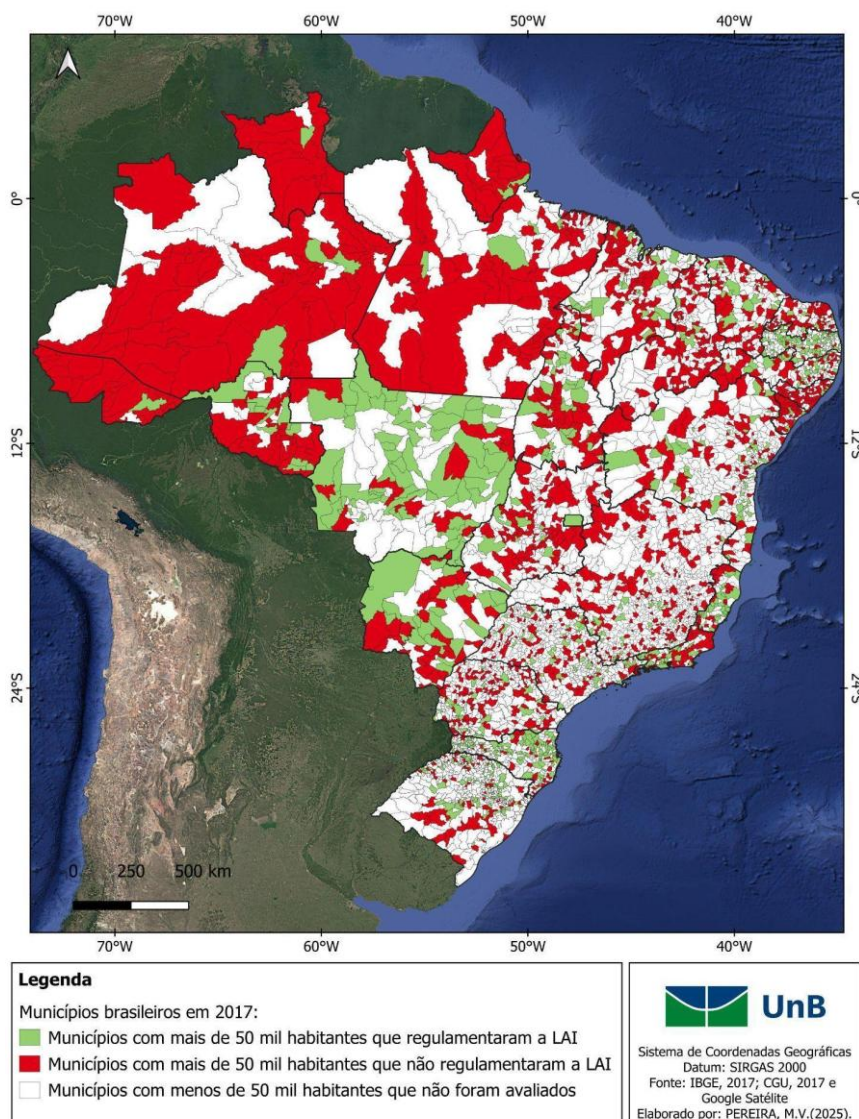 70°W 60°W 50°W 40°W
0° 0°
12°S 12°S
24°S 24°S
0 250 500 km
70°W 60°W 50°W 40°W
Legenda
Municípios brasileiros em 2017:
Municípios com mais de 50 mil habitantes que regulamentaram a LAI
Municípios com mais de 50 mil habitantes que não regulamentaram a LAI
Municípios com menos de 50 mil habitantes que não foram avaliados
UnB
Sistema de Coordenadas Geográficas
Datum: SIRGAS 2000
Fonte: IBGE, 2017; CGU, 2017 e
Google Satélite
Elaborado por: PEREIRA, M.V.(2025).